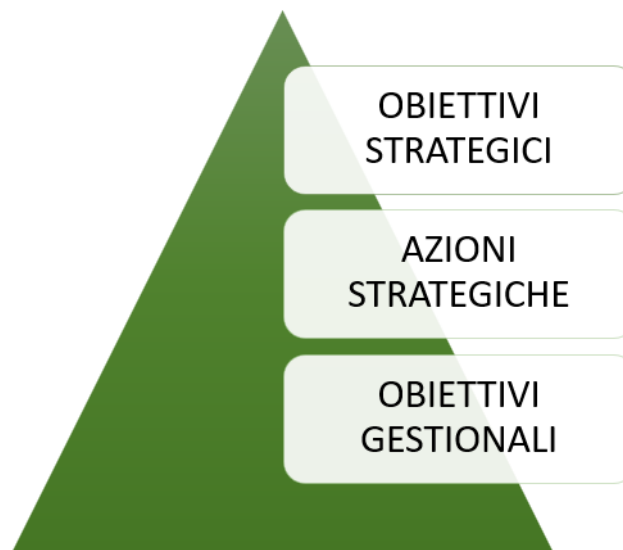 OBIETTIVI
STRATEGICI
AZIONI
STRATEGICHE
OBIETTIVI
GESTIONALI